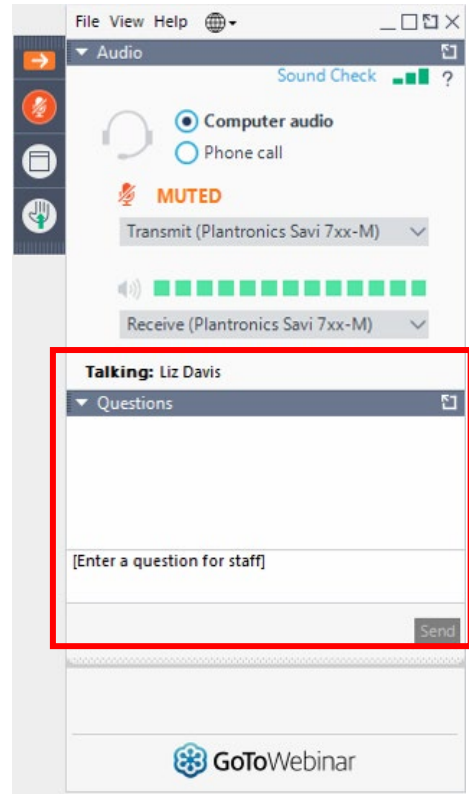 File View Help
Audio
Sound Check ?
Computer audio
Phone call
MUTED
Transmit (Plantronics Savi 7xx-M)
Receive (Plantronics Savi 7xx-M)
Talking: Liz Davis
Questions
[Enter a question for staff]
Send
GoToWebinar